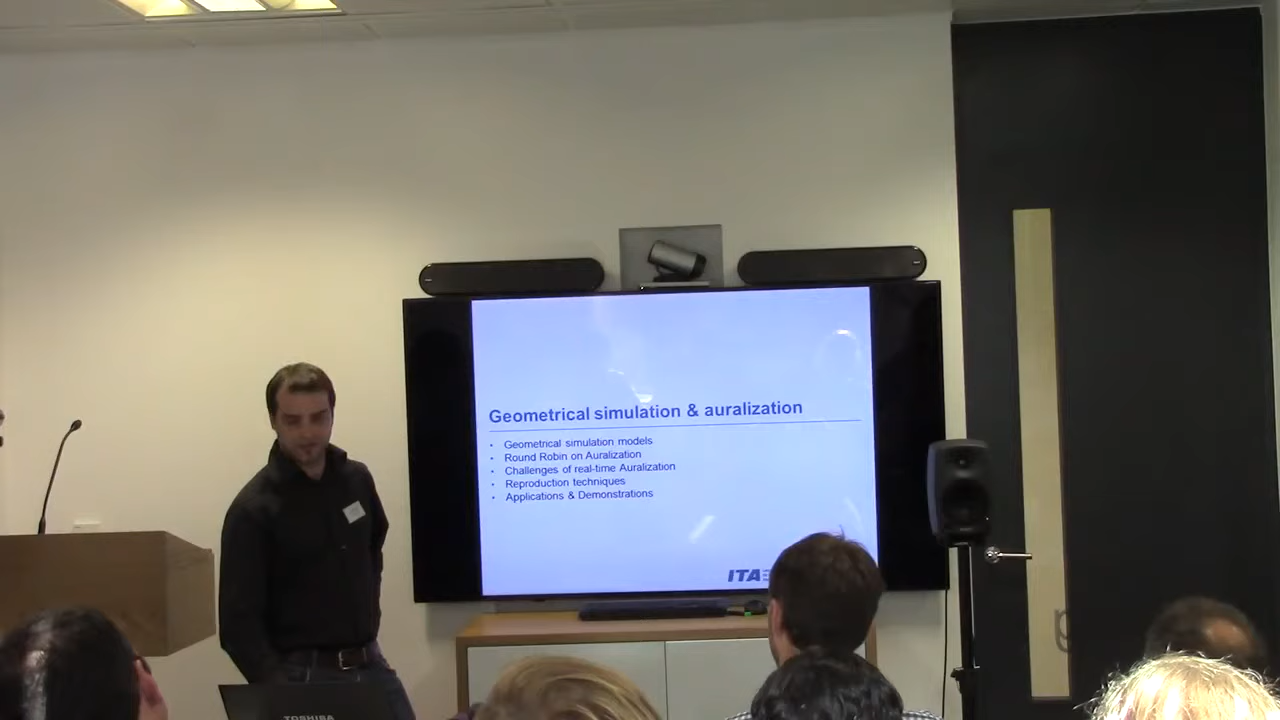 Geometrical simulation & auralization
• Geometrical simulation models
• Round Robin on Auralization
• Challenges of real-time Auralization
• Reproduction techniques
• Applications & Demonstrations
ITA
TOSHIBA